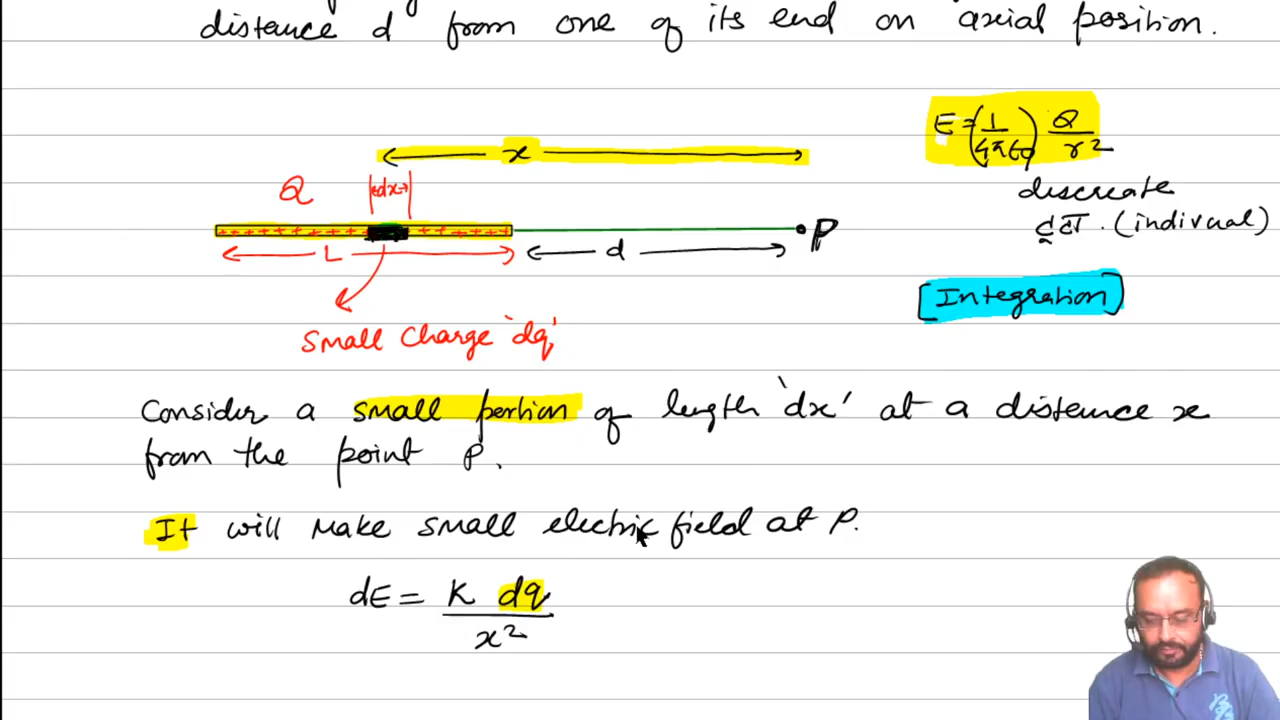 distance d from one of its end on axial position.
x
E = (1/4πϵ0) Q/r²
Q
|dx|
discreate
P
(indivual)
L
d
[Integration]
Small Charge 'dq'
Consider a small portion of length 'dx' at a distance x
from the point P.
It will make small electric field at P.
dE = K dq / x²